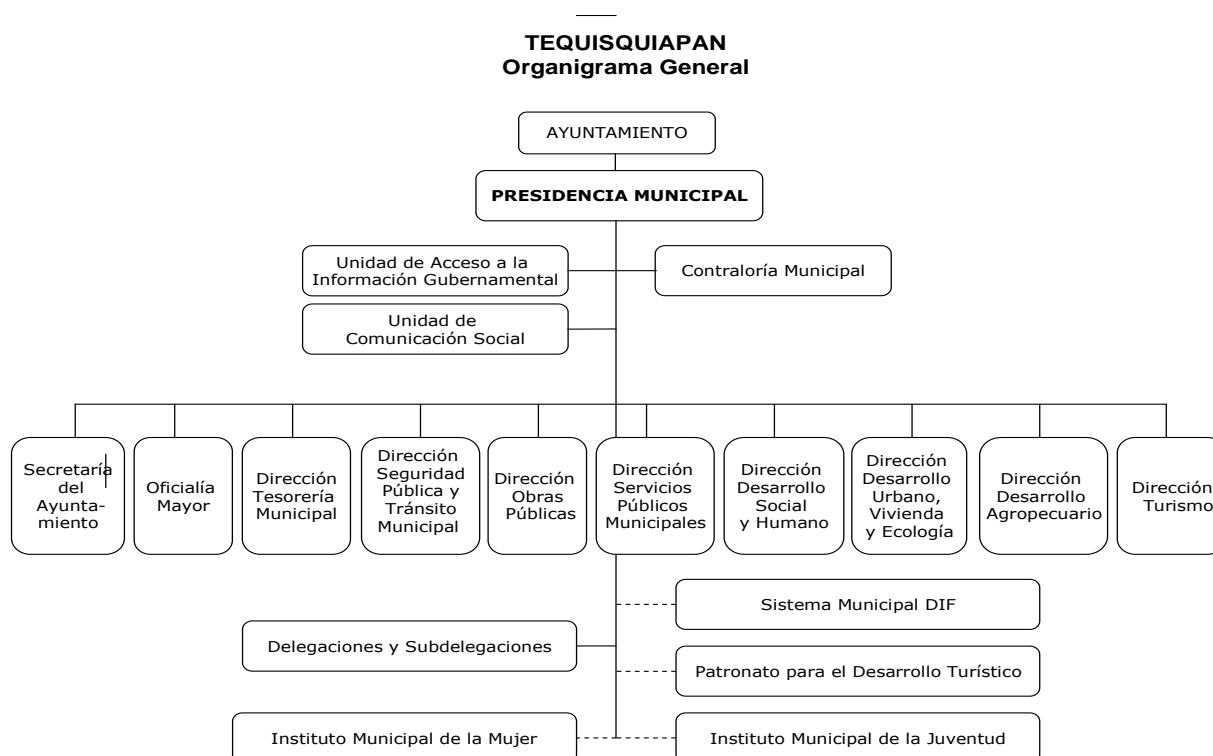 TEQUISQUIAPAN
Organigrama General
AYUNTAMIENTO
PRESIDENCIA MUNICIPAL
Unidad de Acceso a la
Información Gubernamental
Contraloría Municipal
Unidad de
Comunicación Social
Secretaría
del
Ayunta-
miento
Oficialía
Mayor
Dirección
Tesorería
Municipal
Dirección
Seguridad
Pública y
Tránsito
Municipal
Dirección
Obras
Públicas
Dirección
Servicios
Públicos
Municipales
Dirección
Desarrollo
Social
y Humano
Dirección
Desarrollo
Urbano,
Vivienda
y Ecología
Dirección
Desarrollo
Agropecuario
Dirección
Turismo
Sistema Municipal DIF
Delegaciones y Subdelegaciones
Patronato para el Desarrollo Turístico
Instituto Municipal de la Mujer
Instituto Municipal de la Juventud